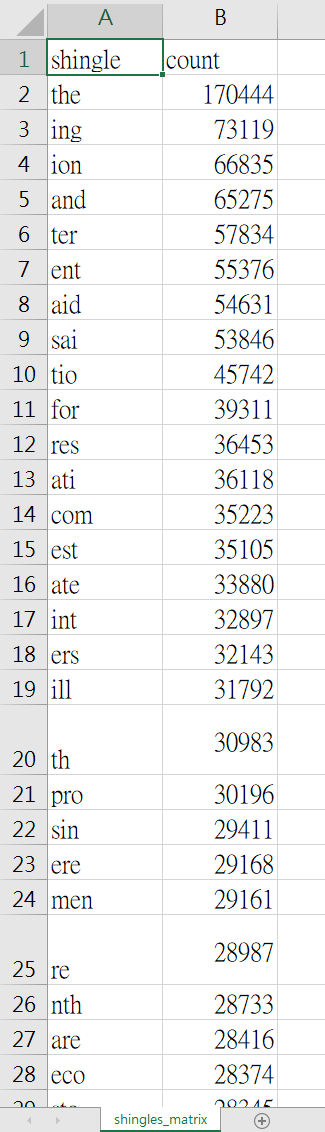 A B
1 shingle count
2 the 170444
3 ing 73119
4 ion 66835
5 and 65275
6 ter 57834
7 ent 55376
8 aid 54631
9 sai 53846
10 tio 45742
11 for 39311
12 res 36453
13 ati 36118
14 com 35223
15 est 35105
16 ate 33880
17 int 32897
18 ers 32143
19 ill 31792
20 th 30983
21 pro 30196
22 sin 29411
23 ere 29168
24 men 29161
25 re 28987
26 nth 28733
27 are 28416
28 eco 28374
shingles_matrix